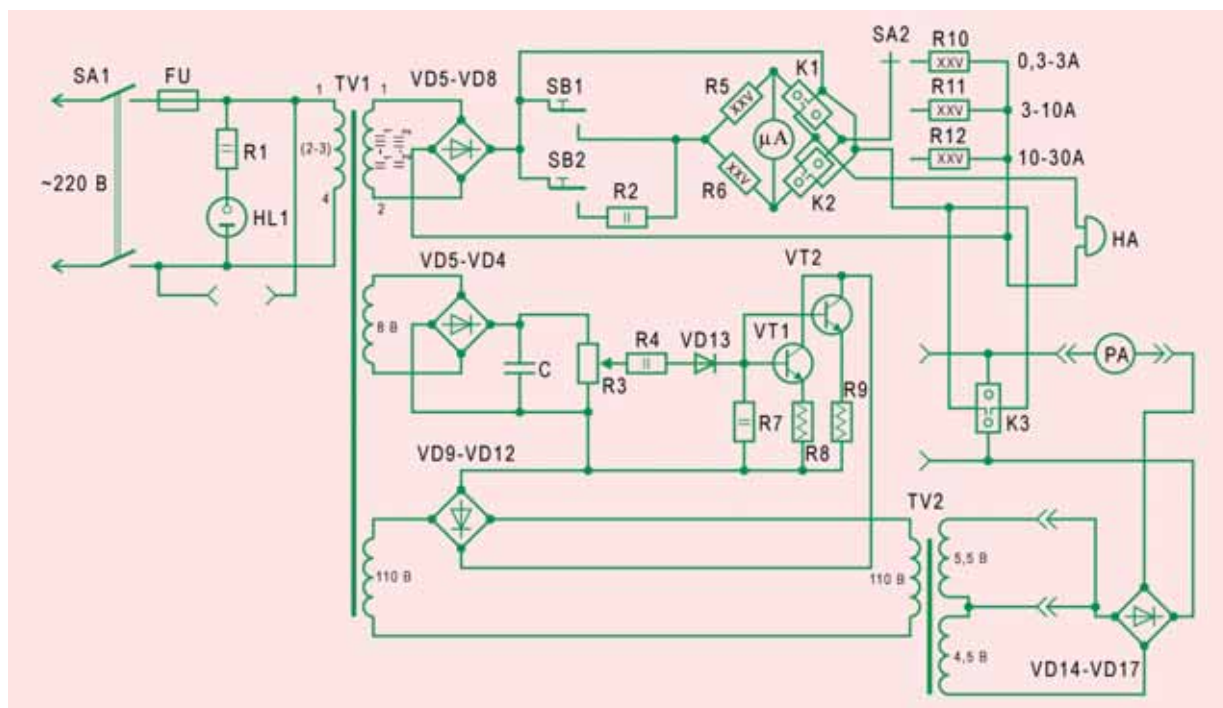 SA1
FU
R1
HL1
~220 В
1
TV1
(2-3)
4
1
2
VD5-VD8
SB1
SB2
R2
R5
R6
µA
K1
K2
SA2
R10
XXV
0,3-3A
R11
XXV
3-10A
R12
XXV
10-30A
HA
VD5-VD4
8 В
C
R3
R4
VD13
VT1
VT2
R7
R8
R9
PA
K3
VD9-VD12
110 В
110 В
TV2
5,5 В
4,5 В
VD14-VD17